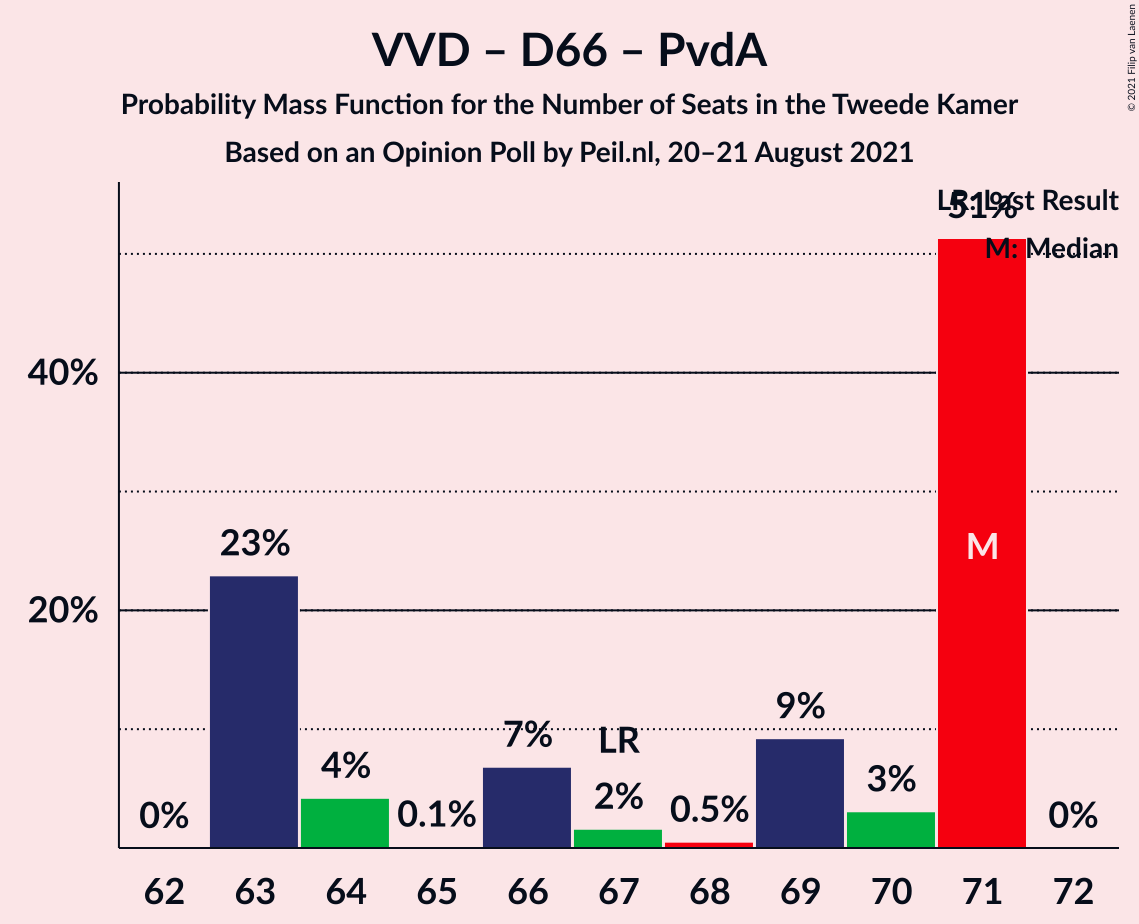 VVD – D66 – PvdA
Probability Mass Function for the Number of Seats in the Tweede Kamer
Based on an Opinion Poll by Peil.nl, 20–21 August 2021
© 2021 Filip van Laenen
LR: Last Result
M: Median
51%
40%
20%
23%
9%
7%
LR
4%
3%
2%
0.5%
0.1%
0%
0%
M
62 63 64 65 66 67 68 69 70 71 72